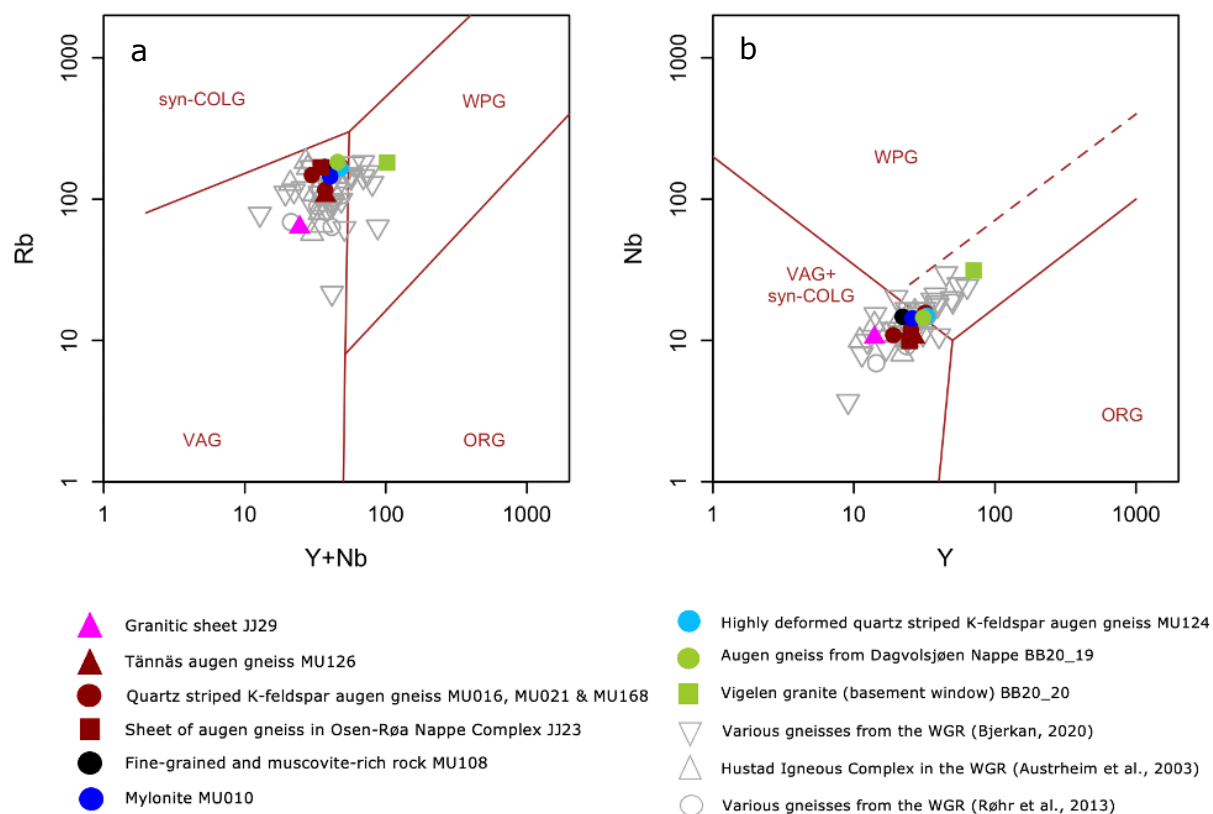 a
b
1000
100
10
1
Rb
syn-COLG
WPG
VAG
ORG
1 10 100 1000
Y+Nb
1000
100
10
1
Nb
WPG
VAG+
syn-COLG
ORG
1 10 100 1000
Y
Granitic sheet JJ29
Tännäs augen gneiss MU126
Quartz striped K-feldspar augen gneiss MU016, MU021 & MU168
Sheet of augen gneiss in Osen-Røa Nappe Complex JJ23
Fine-grained and muscovite-rich rock MU108
Mylonite MU010
Highly deformed quartz striped K-feldspar augen gneiss MU124
Augen gneiss from Dagvolsjøen Nappe BB20_19
Vigelen granite (basement window) BB20_20
Various gneisses from the WGR (Bjerkan, 2020)
Hustad Igneous Complex in the WGR (Austrheim et al., 2003)
Various gneisses from the WGR (Røhr et al., 2013)